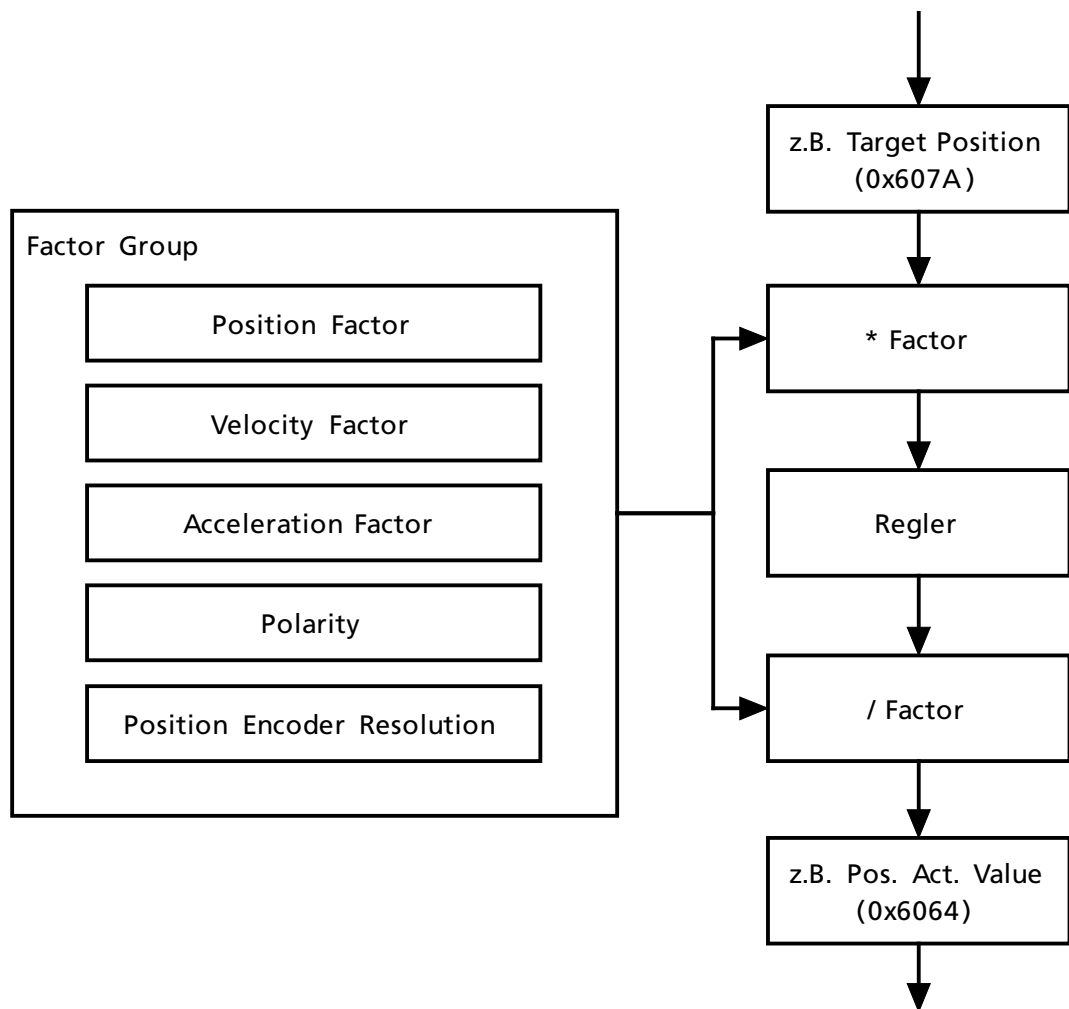 Factor Group
Position Factor
Velocity Factor
Acceleration Factor
Polarity
Position Encoder Resolution
z.B. Target Position
(0x607A)
* Factor
Regler
/ Factor
z.B. Pos. Act. Value
(0x6064)